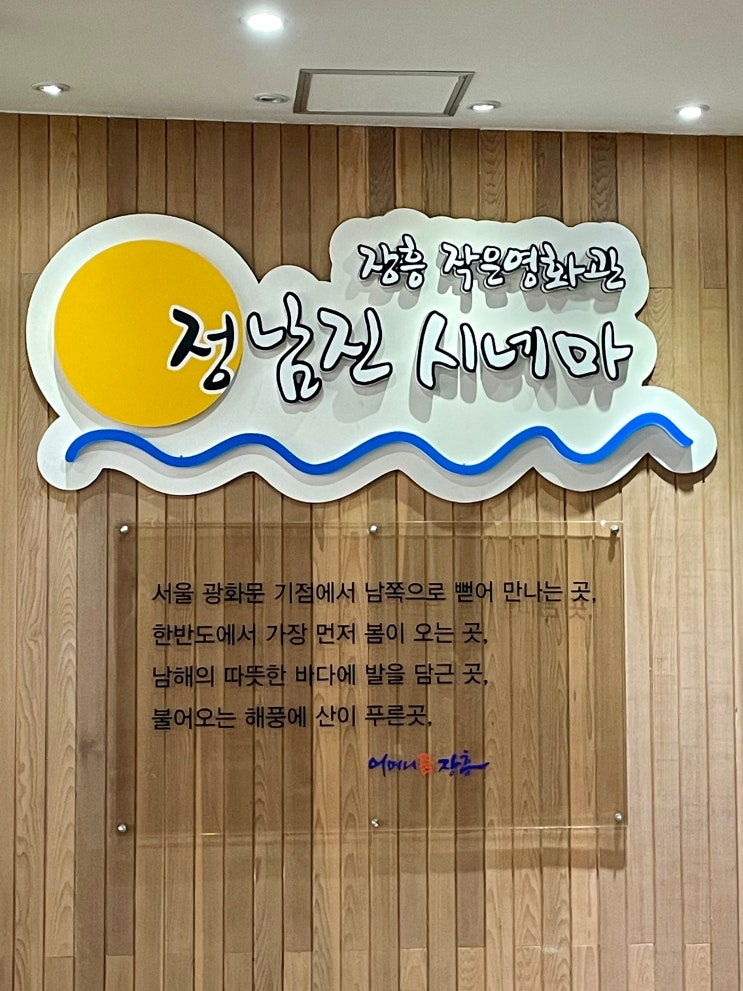 장흥 작은영화관
정남진 시네마
서울 광화문 기점에서 남쪽으로 뻗어 만나는 곳,
한반도에서 가장 먼저 봄이 오는 곳,
남해의 따뜻한 바다에 발을 담근 곳,
불어오는 해풍에 산이 푸른곳,
어머니품 장흥